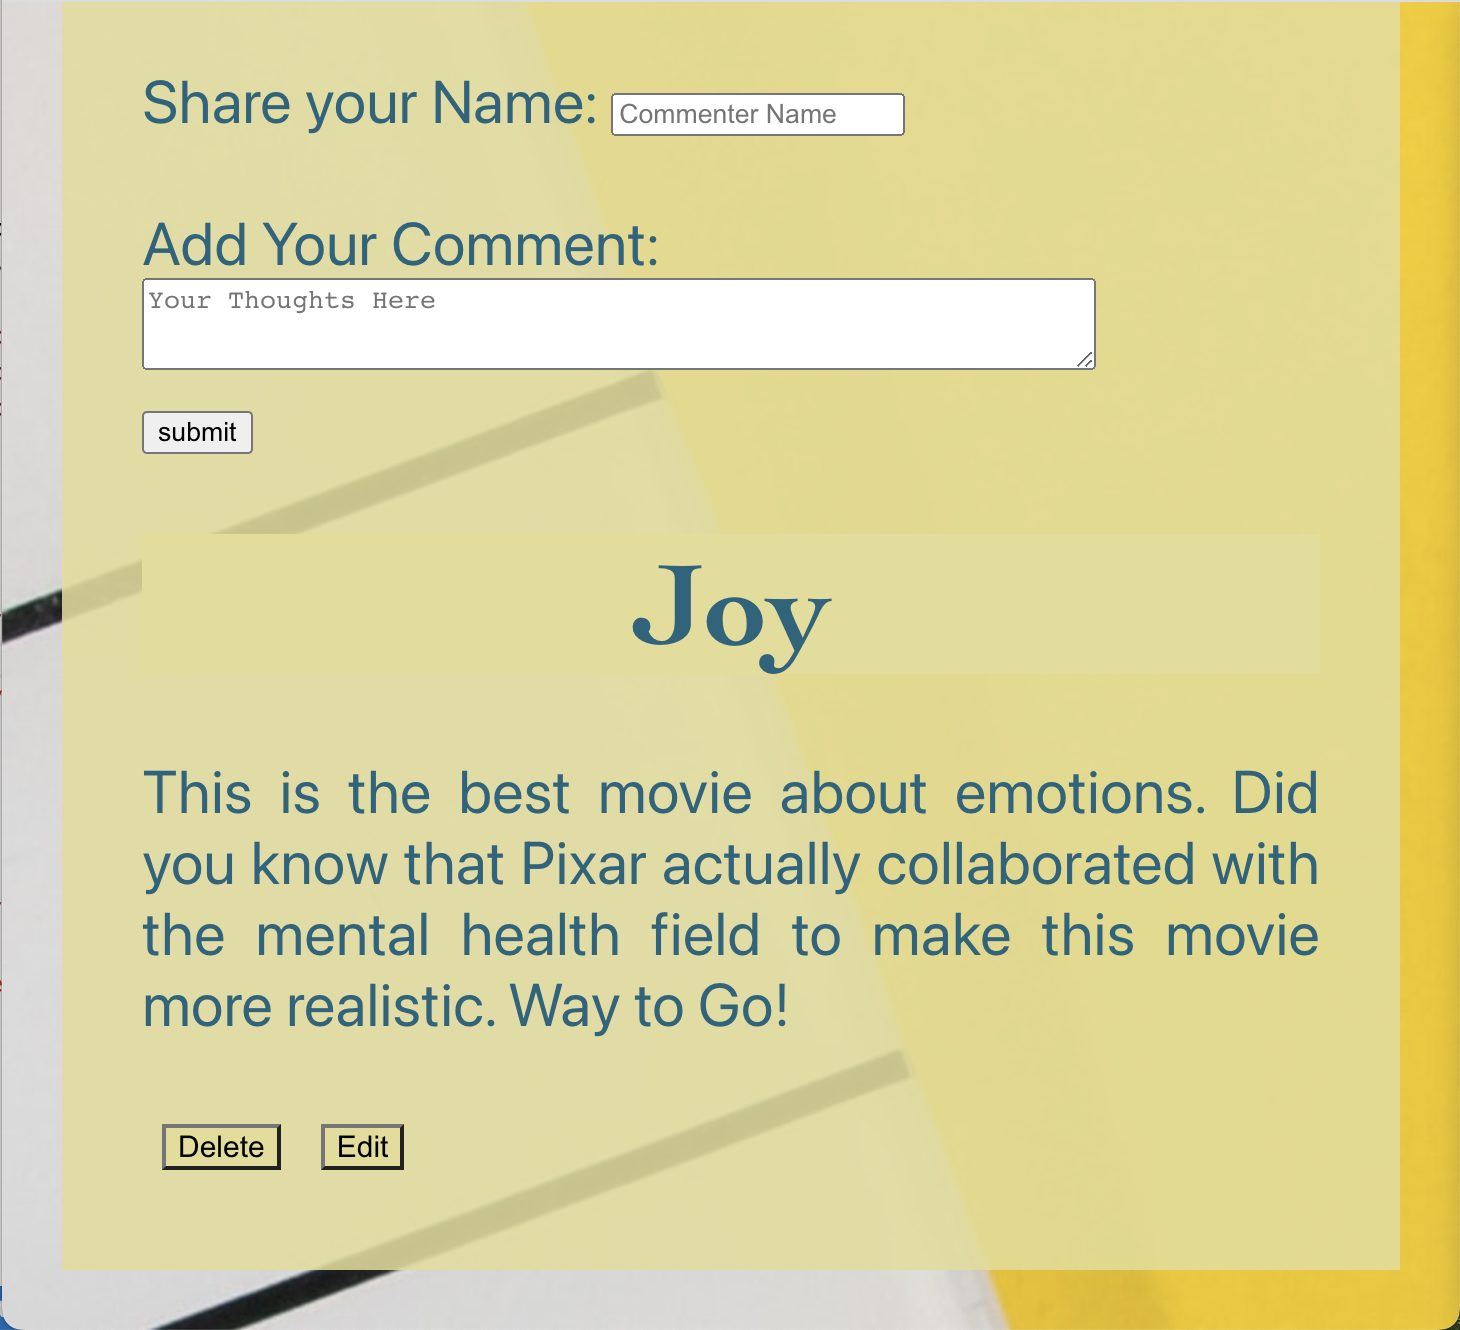 Share your Name: Commenter Name
Add Your Comment:
Your Thoughts Here
submit
Joy
This is the best movie about emotions. Did
you know that Pixar actually collaborated with
the mental health field to make this movie
more realistic. Way to Go!
Delete Edit